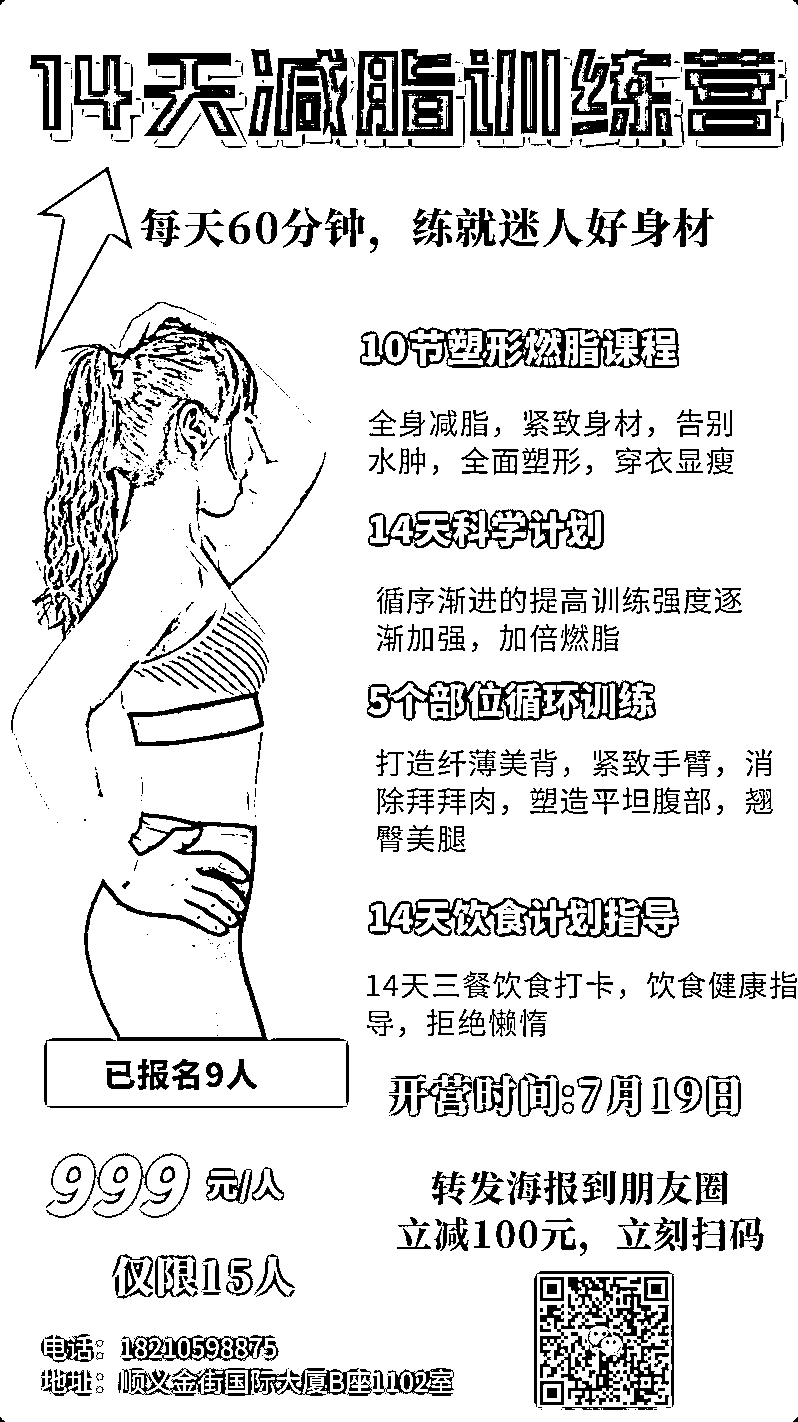 14天减脂训练营
每天60分钟，练就迷人好身材
10节塑形燃脂课程
全身减脂，紧致身材，告别
水肿，全面塑形，穿衣显瘦
14天科学计划
循序渐进的提高训练强度逐
渐加强，加倍燃脂
5个部位循环训练
打造纤薄美背，紧致手臂，消
除拜拜肉，塑造平坦腹部，翘
臀美腿
14天饮食计划指导
14天三餐饮食打卡，饮食健康指
导，拒绝懒惰
已报名9人
开营时间:7月19日
999 元/人
仅限15人
转发海报到朋友圈
立减100元，立刻扫码
电话：18210598875
地址：顺义金街国际大厦B座1102室